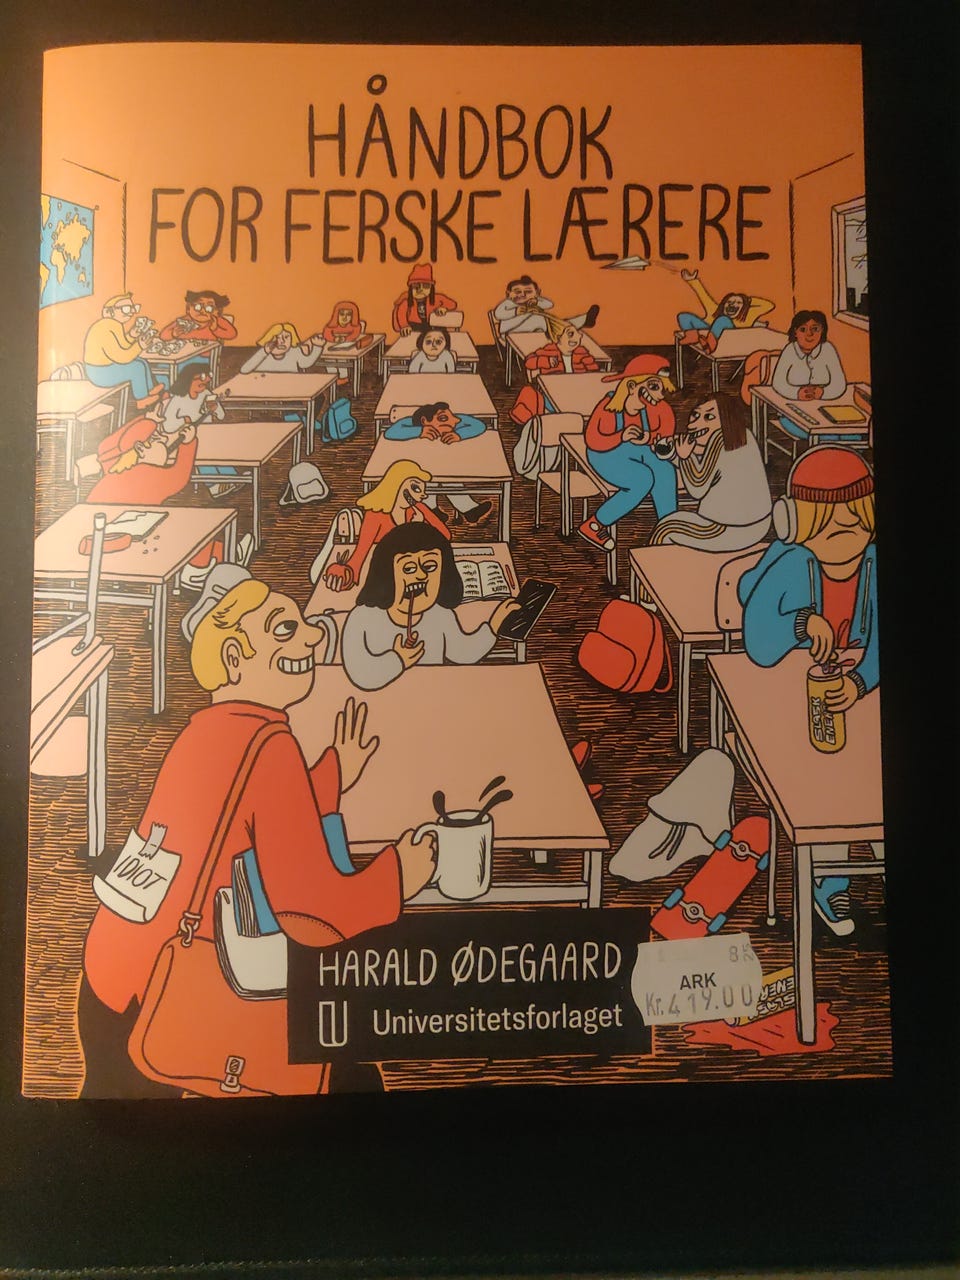 HÅNDBOK
FOR FERSKE LÆRERE
IDIOT
HARALD ØDEGAARD
Universitetsforlaget
ARK
Kr.419.00